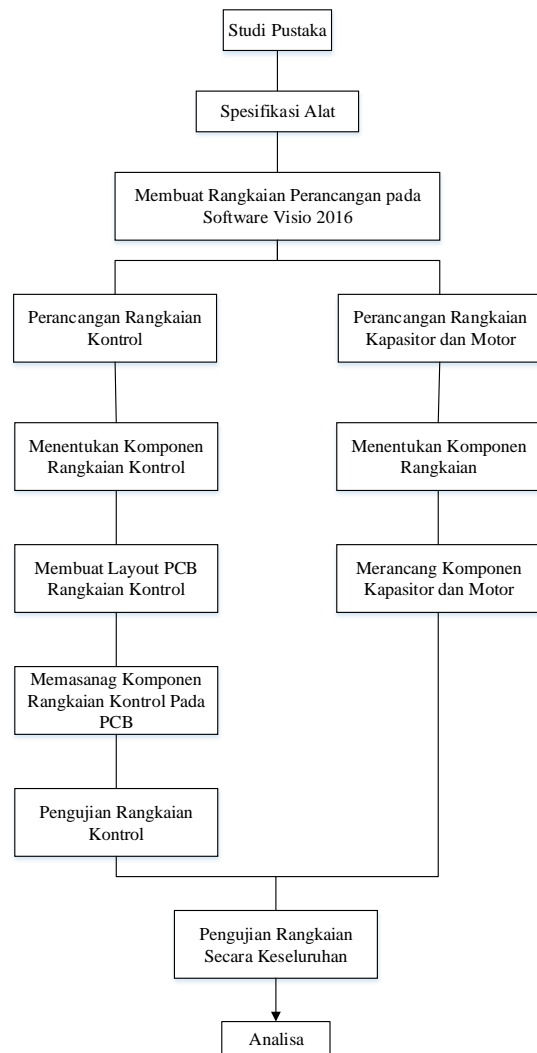 Studi Pustaka
Spesifikasi Alat
Membuat Rangkaian Perancangan pada
Software Visio 2016
Perancangan Rangkaian
Kontrol
Perancangan Rangkaian
Kapasitor dan Motor
Menentukan Komponen
Rangkaian Kontrol
Menentukan Komponen
Rangkaian
Membuat Layout PCB
Rangkaian Kontrol
Merancang Komponen
Kapasitor dan Motor
Memasanag Komponen
Rangkaian Kontrol Pada
PCB
Pengujian Rangkaian
Kontrol
Pengujian Rangkaian
Secara Keseluruhan
Analisa